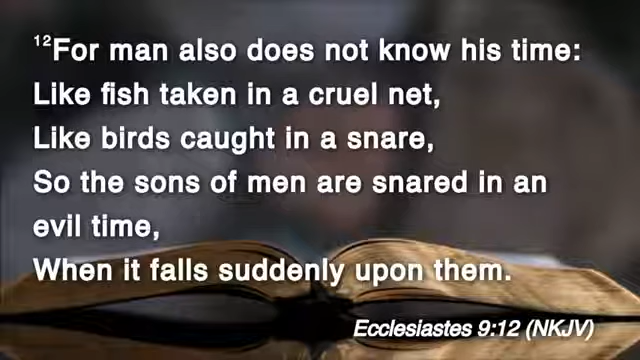 12For man also does not know his time:
Like fish taken in a cruel net,
Like birds caught in a snare,
So the sons of men are snared in an
evil time,
When it falls suddenly upon them.
Ecclesiastes 9:12 (NKJV)